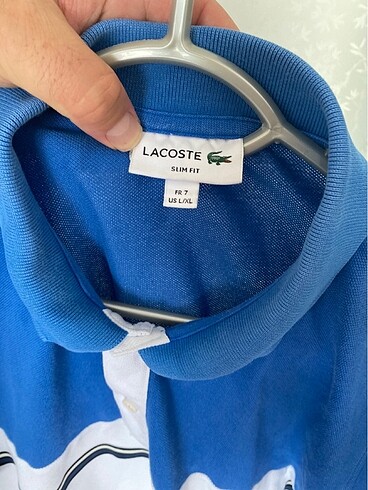 LACOSTE
SLIM FIT
FR 7
US L/XL